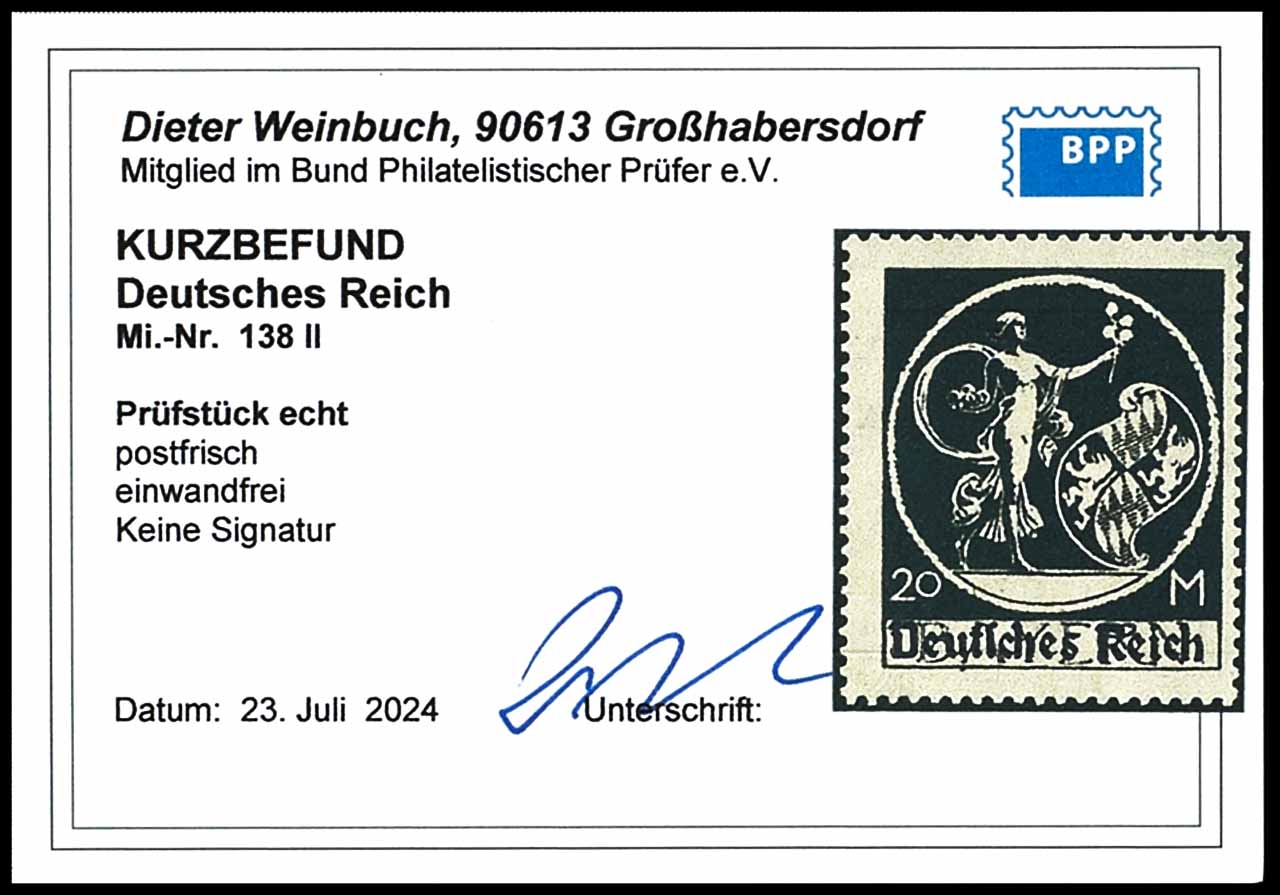 Dieter Weinbuch, 90613 Großhabersdorf
Mitglied im Bund Philatelistischer Prüfer e.V.
BPP
KURZBEFUND
Deutsches Reich
Mi.-Nr. 138 II
Prüfstück echt
postfrisch
einwandfrei
Keine Signatur
Datum: 23. Juli 2024
Unterschrift:
20 M
Deutsches Reich